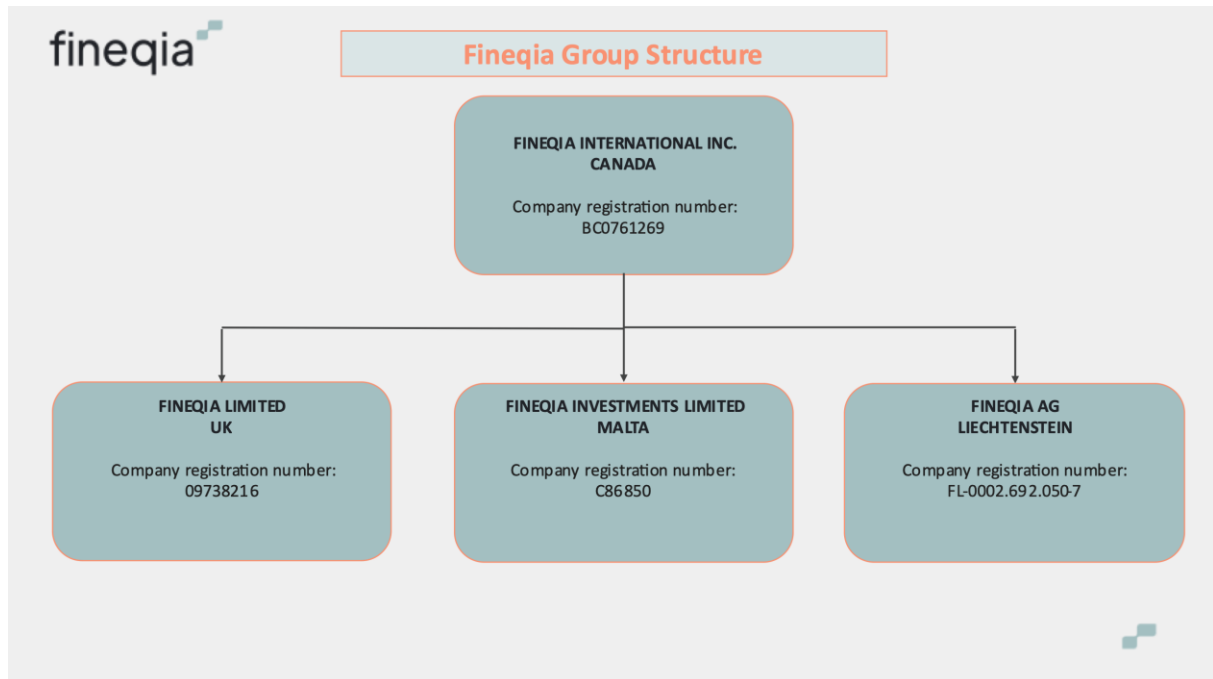 fineqia
Fineqia Group Structure
FINEQIA INTERNATIONAL INC.
CANADA
Company registration number:
BC0761269
FINEQIA LIMITED
UK
Company registration number:
09738216
FINEQIA INVESTMENTS LIMITED
MALTA
Company registration number:
C86850
FINEQIA AG
LIECHTENSTEIN
Company registration number:
FL-0002.692.050-7